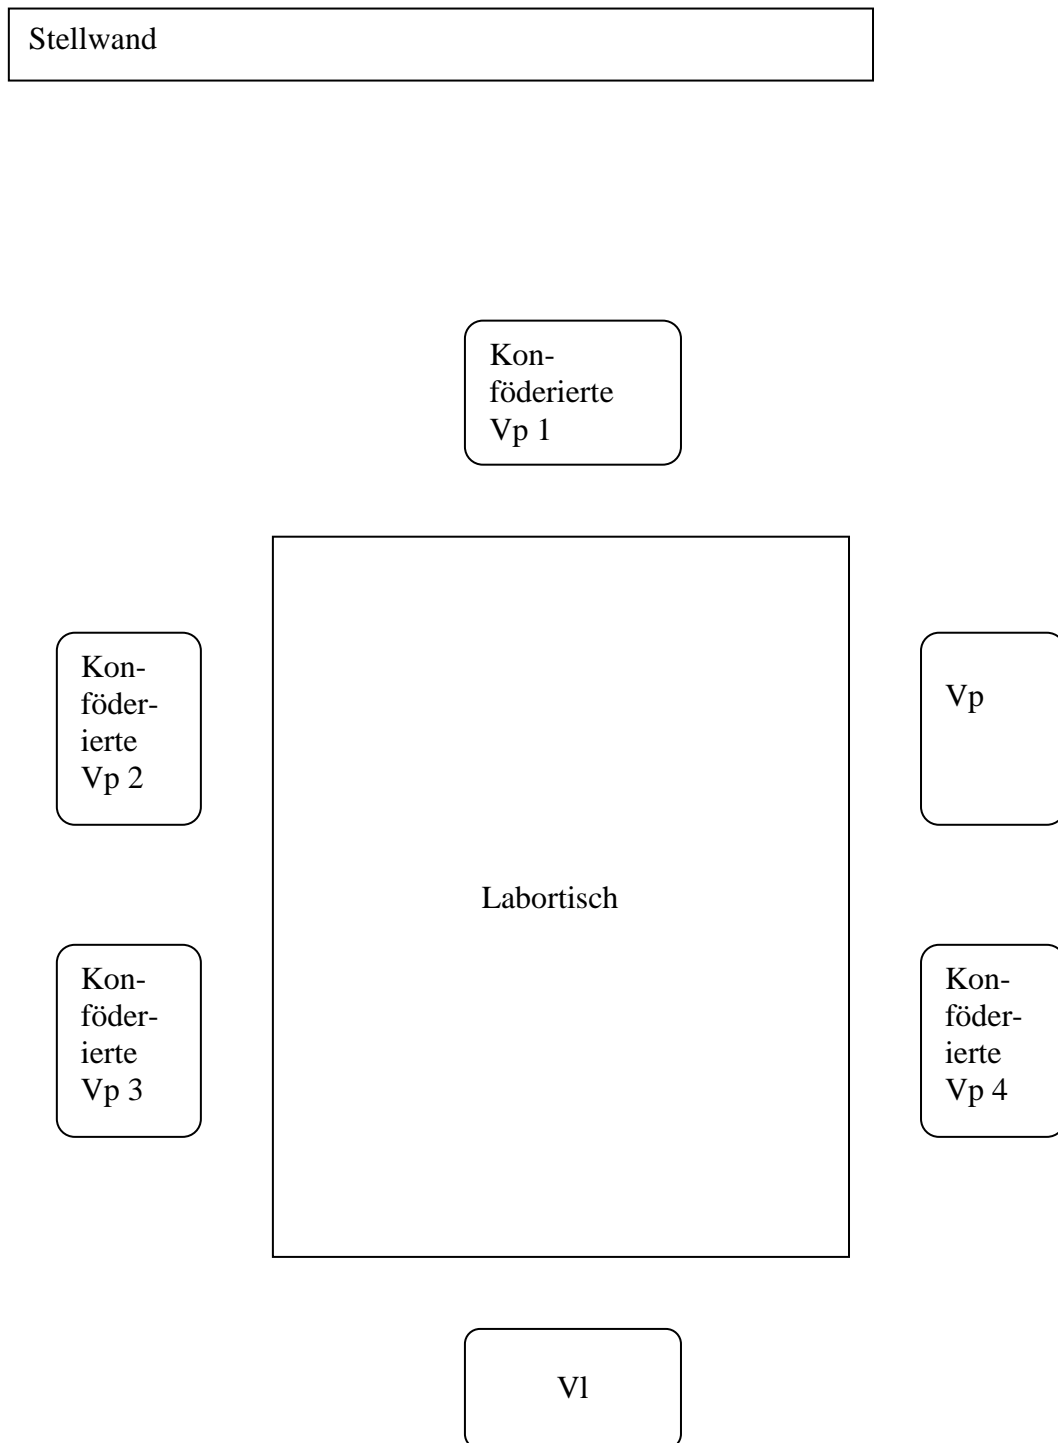 Stellwand
Kon-
föderierte
Vp 1
Kon-
föder-
ierte
Vp 2
Vp
Labortisch
Kon-
föder-
ierte
Vp 3
Kon-
föder-
ierte
Vp 4
Vl